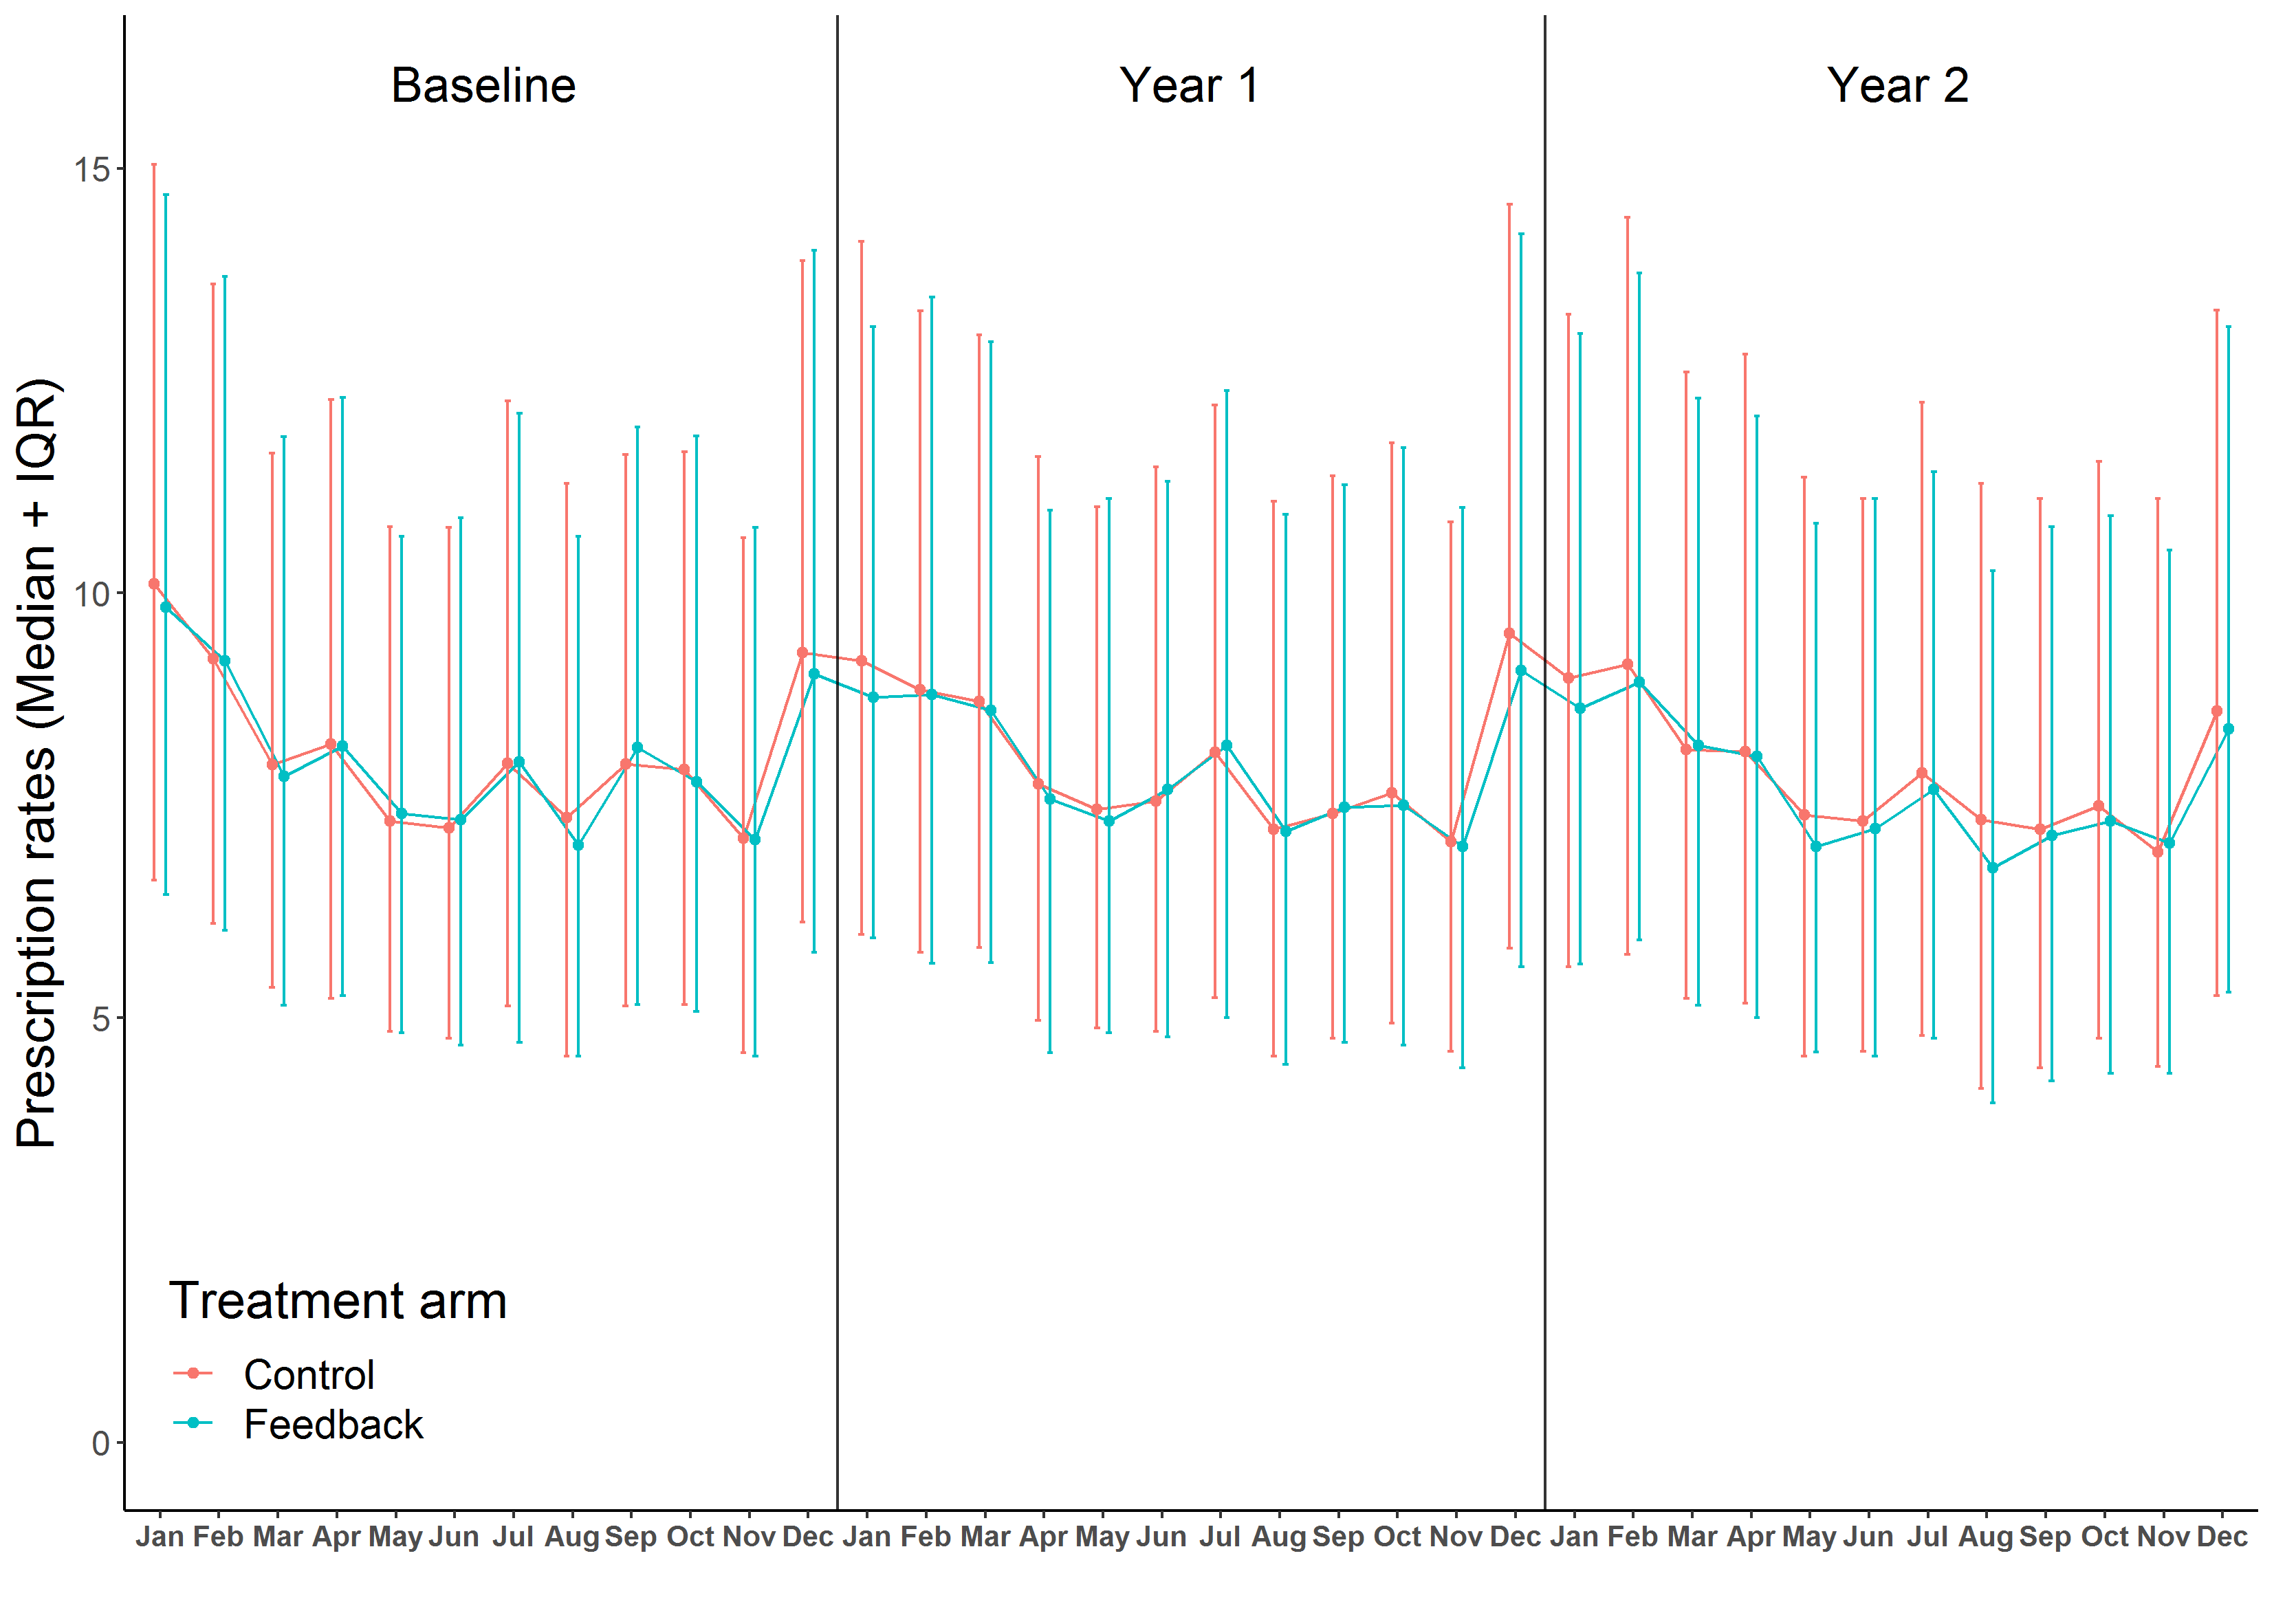 Baseline Year 1 Year 2
Prescription rates (Median + IQR)
15
10
5
0
Treatment arm
Control
Feedback
Jan Feb Mar Apr May Jun Jul Aug Sep Oct Nov Dec Jan Feb Mar Apr May Jun Jul Aug Sep Oct Nov Dec Jan Feb Mar Apr May Jun Jul Aug Sep Oct Nov Dec